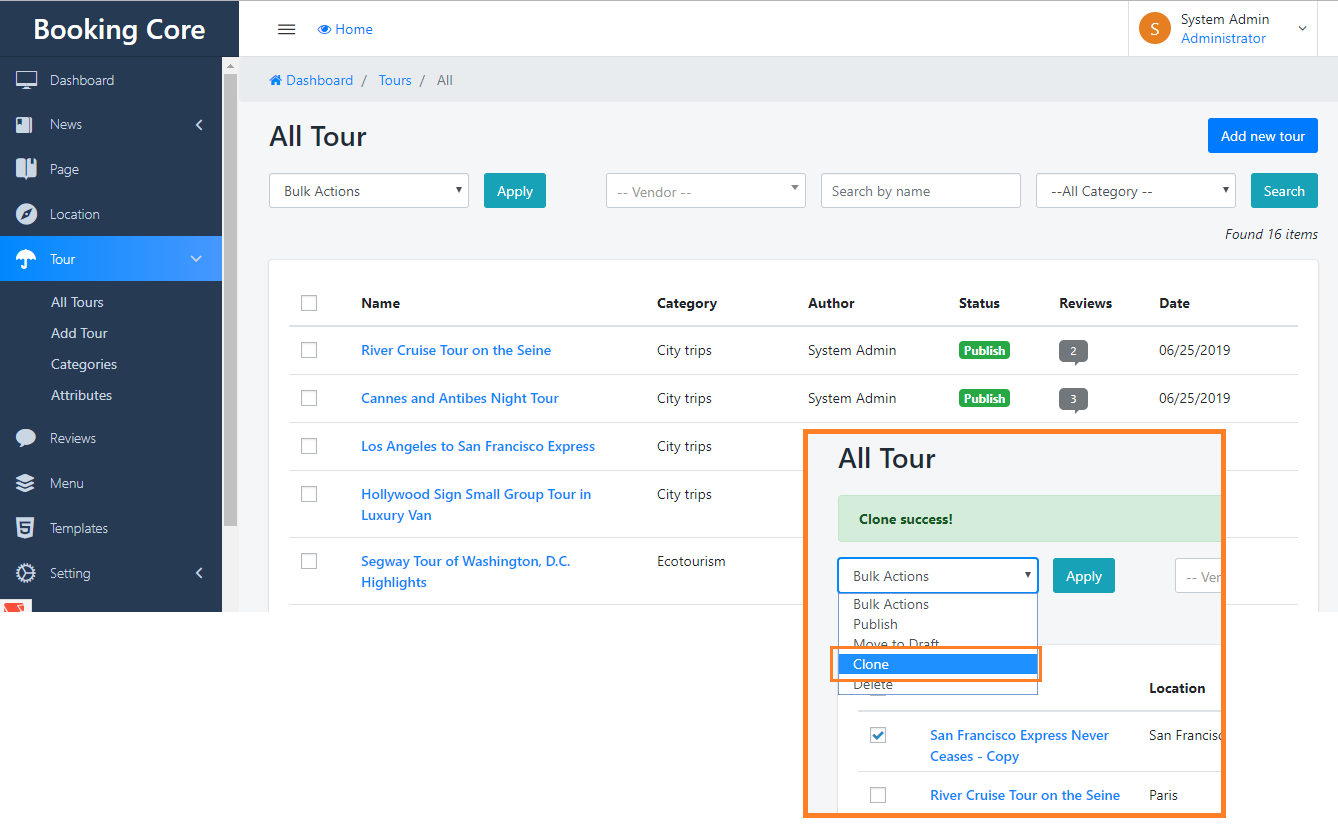 Booking Core
Home
S
System Admin
Administrator
Dashboard
News
Page
Location
Tour
All Tours
Add Tour
Categories
Attributes
Reviews
Menu
Templates
Setting
Dashboard / Tours / All
All Tour
Add new tour
Bulk Actions
Apply
-- Vendor --
Search by name
--All Category --
Search
Found 16 items
Name Category Author Status Reviews Date
River Cruise Tour on the Seine City trips System Admin Publish 2 06/25/2019
Cannes and Antibes Night Tour City trips System Admin Publish 3 06/25/2019
Los Angeles to San Francisco Express City trips
Hollywood Sign Small Group Tour in City trips
Luxury Van
Segway Tour of Washington, D.C. Ecotourism
Highlights
All Tour
Clone success!
Bulk Actions
Apply
-- Ver
Bulk Actions
Publish
Move to Draft
Clone
Delete
Location
San Francisco Express Never San Francisc
Ceases - Copy
River Cruise Tour on the Seine Paris